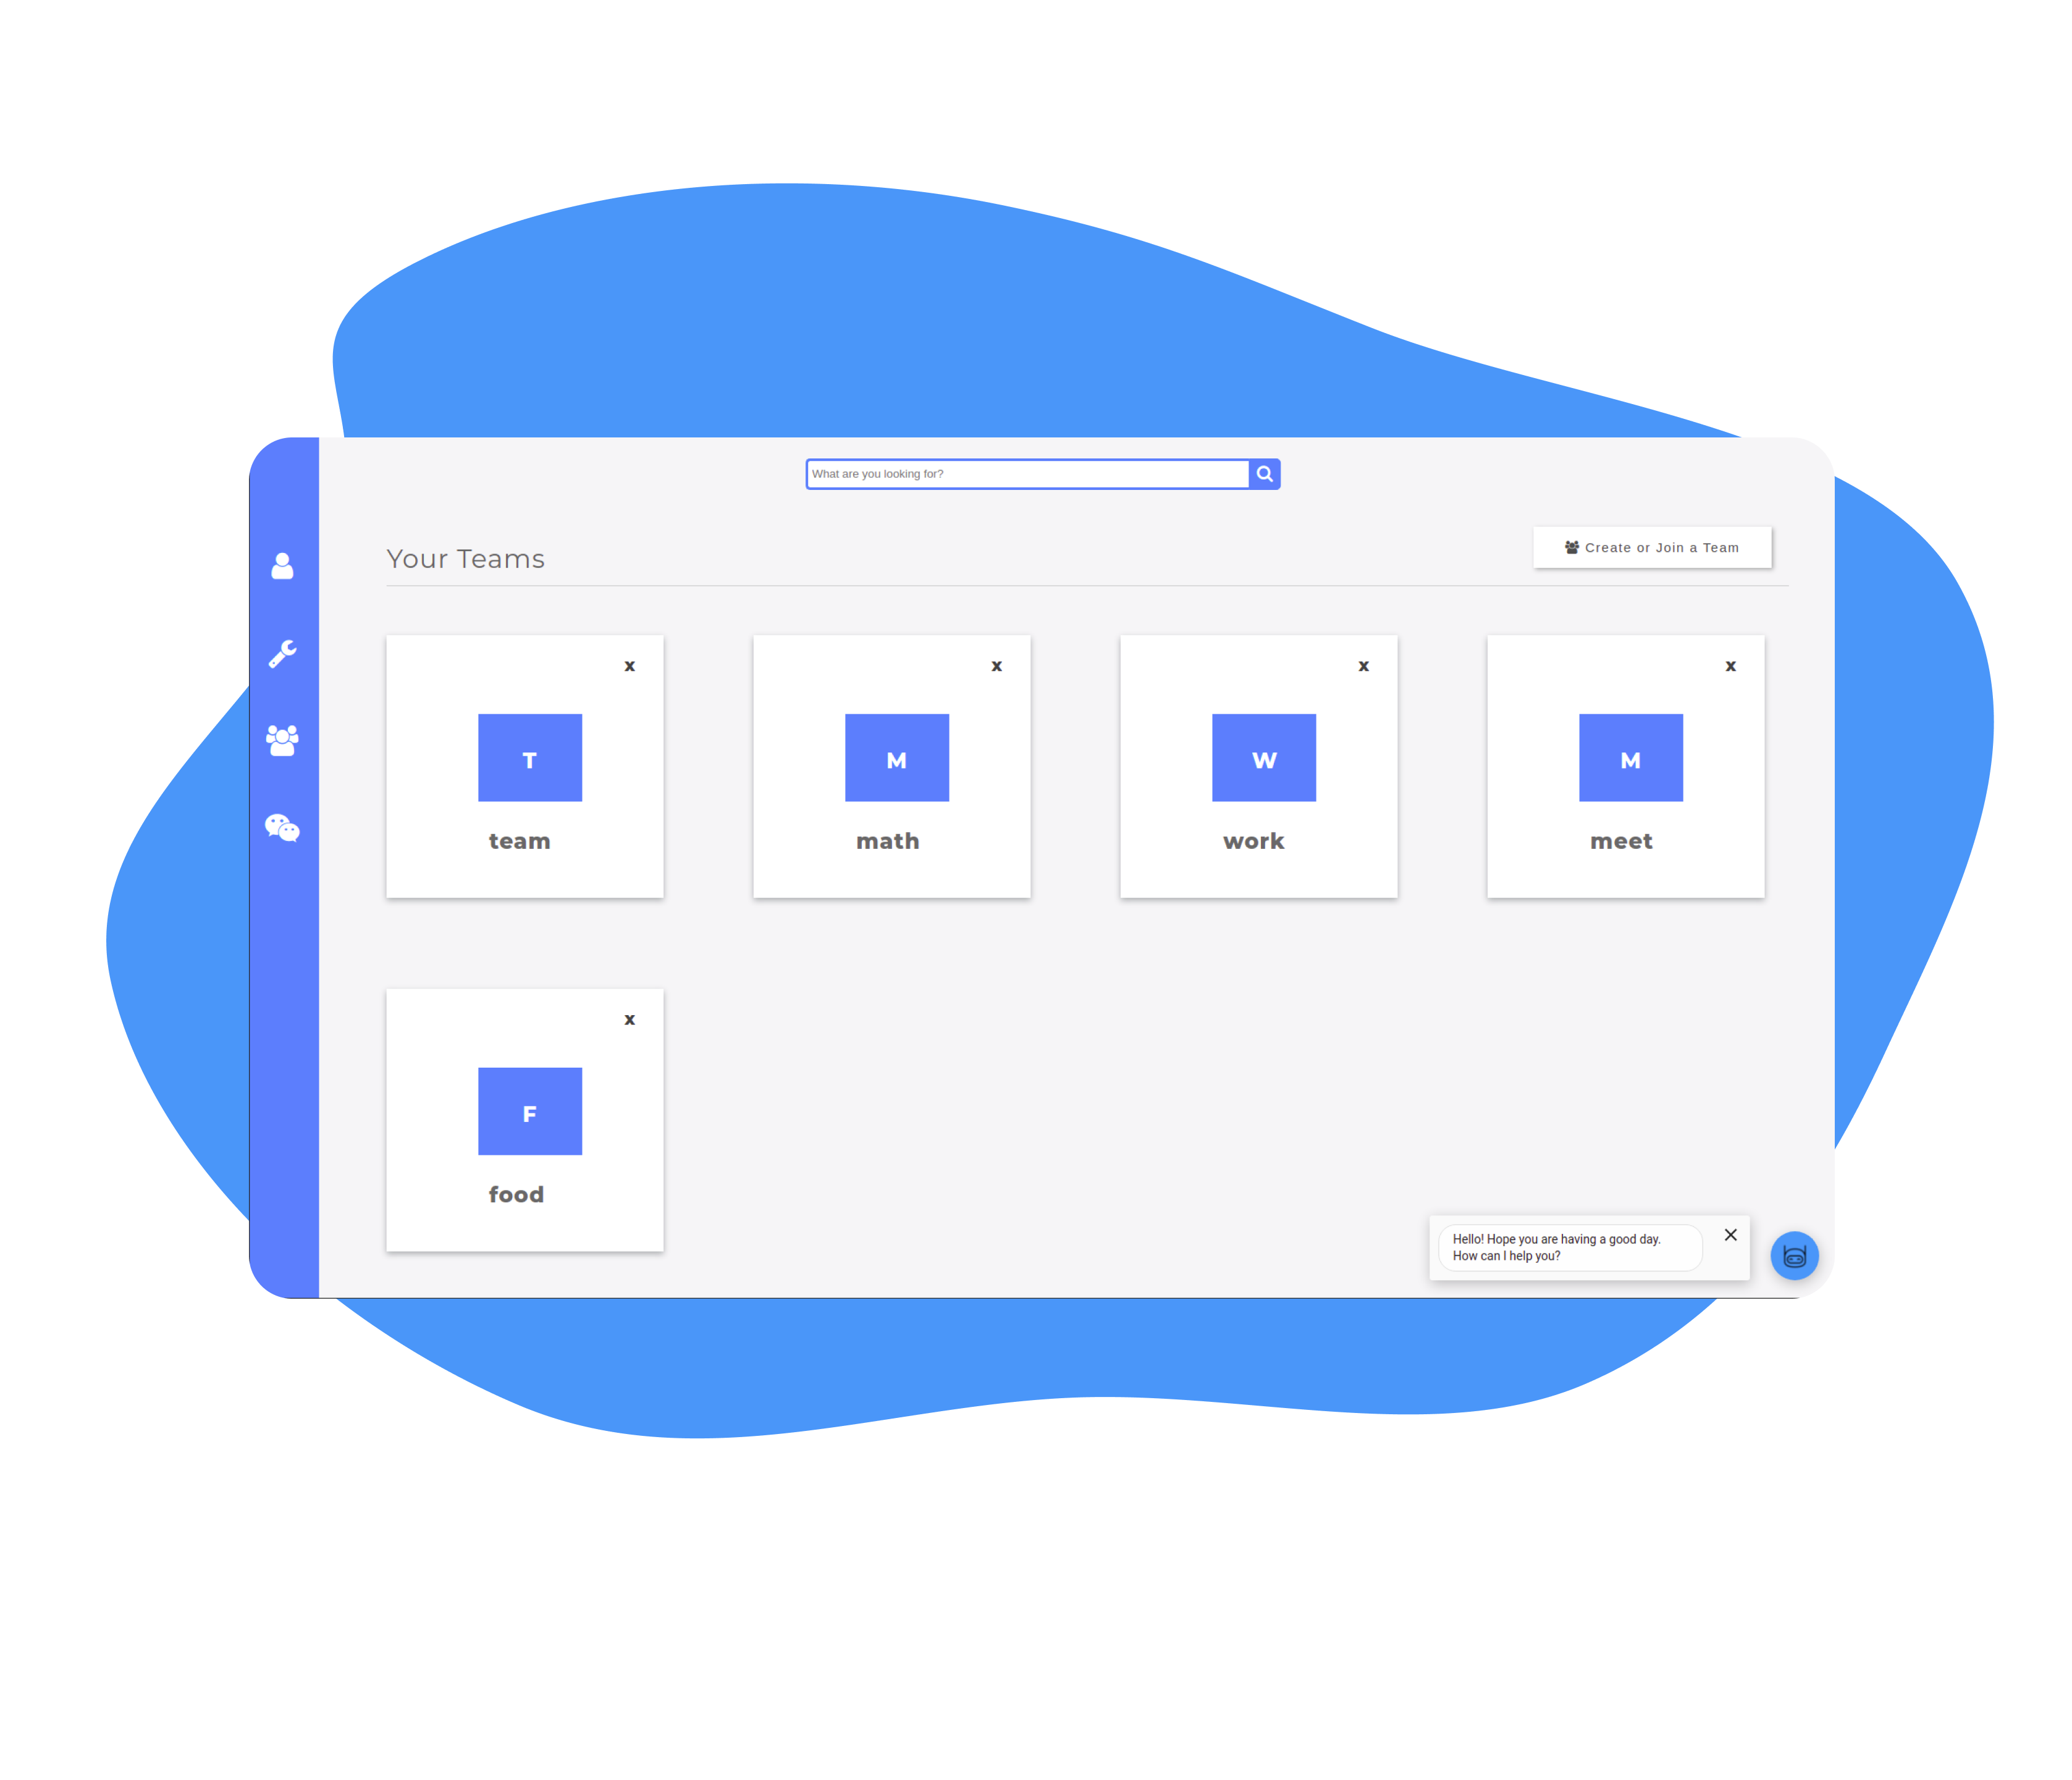 What are you looking for?
Your Teams
Create or Join a Team
x
x
x
x
T
M
W
M
team
math
work
meet
x
F
food
Hello! Hope you are having a good day.
How can I help you?